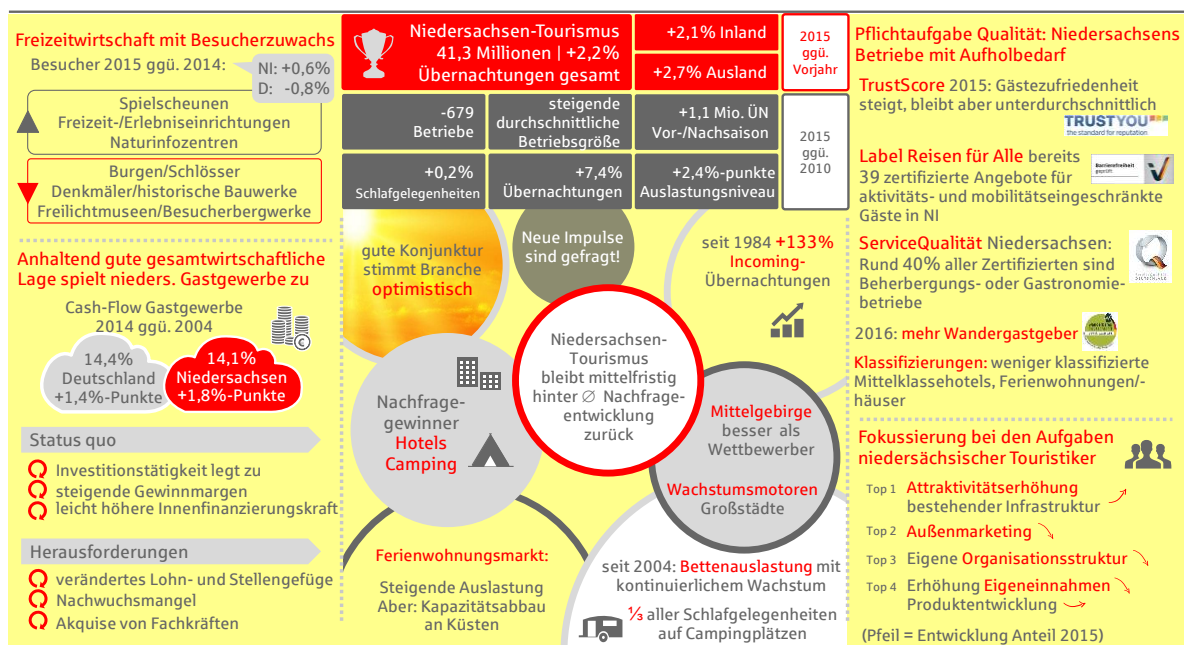 Freizeitwirtschaft mit Besucherzuwachs
Besucher 2015 ggü. 2014:
NI: +0,6%
D: -0,8%
Spielscheunen
Freizeit-/Erlebniseinrichtungen
Naturinfozentren
Burgen/Schlösser
Denkmäler/historische Bauwerke
Freilichtmuseen/Besucherbergwerke
Anhaltend gute gesamtwirtschaftliche
Lage spielt nieders. Gastgewerbe zu
Cash-Flow Gastgewerbe
2014 ggü. 2004
14,4%
Deutschland
+1,4%-Punkte
14,1%
Niedersachsen
+1,8%-Punkte
Status quo
Investitionstätigkeit legt zu
steigende Gewinnmargen
leicht höhere Innenfinanzierungskraft
Herausforderungen
verändertes Lohn- und Stellengefüge
Nachwuchsmangel
Akquise von Fachkräften
Niedersachsen-Tourismus
41,3 Millionen | +2,2%
Übernachtungen gesamt
+2,1% Inland
+2,7% Ausland
2015
ggü.
Vorjahr
-679
Betriebe
steigende
durchschnittliche
Betriebsgröße
+1,1 Mio. ÜN
Vor-/Nachsaison
+0,2%
Schlafgelegenheiten
+7,4%
Übernachtungen
+2,4%-punkte
Auslastungsniveau
2015
ggü.
2010
gute Konjunktur
stimmt Branche
optimistisch
Neue Impulse
sind gefragt!
seit 1984 +133%
Incoming-
Übernachtungen
Niedersachsen-
Tourismus
bleibt mittelfristig
hinter ∅ Nachfrage-
entwicklung
zurück
Nachfrage-
gewinner
Hotels
Camping
Mittelgebirge
besser als
Wettbewerber
Wachstumsmotoren
Großstädte
Ferienwohnungsmarkt:
Steigende Auslastung
Aber: Kapazitätsabbau
an Küsten
seit 2004: Bettenauslastung mit
kontinuierlichem Wachstum
⅓ aller Schlafgelegenheiten
auf Campingplätzen
Pflichtaufgabe Qualität: Niedersachsens
Betriebe mit Aufholbedarf
TrustScore 2015: Gästezufriedenheit
steigt, bleibt aber unterdurchschnittlich
TRUSTYOU
the standard for reputation
Label Reisen für Alle bereits
39 zertifizierte Angebote für
aktivitäts- und mobilitätseingeschränkte
Gäste in NI
Barrierefreiheit
geprüft
ServiceQualität Niedersachsen:
Rund 40% aller Zertifizierten sind
Beherbergungs- oder Gastronomie-
betriebe
2016: mehr Wandergastgeber
Klassifizierungen: weniger klassifizierte
Mittelklassehotels, Ferienwohnungen/-
häuser
Fokussierung bei den Aufgaben
niedersächsischer Touristiker
Top 1 Attraktivitätserhöhung
bestehender Infrastruktur
Top 2 Außenmarketing
Top 3 Eigene Organisationsstruktur
Top 4 Erhöhung Eigeneinnahmen
Produktentwicklung
(Pfeil = Entwicklung Anteil 2015)